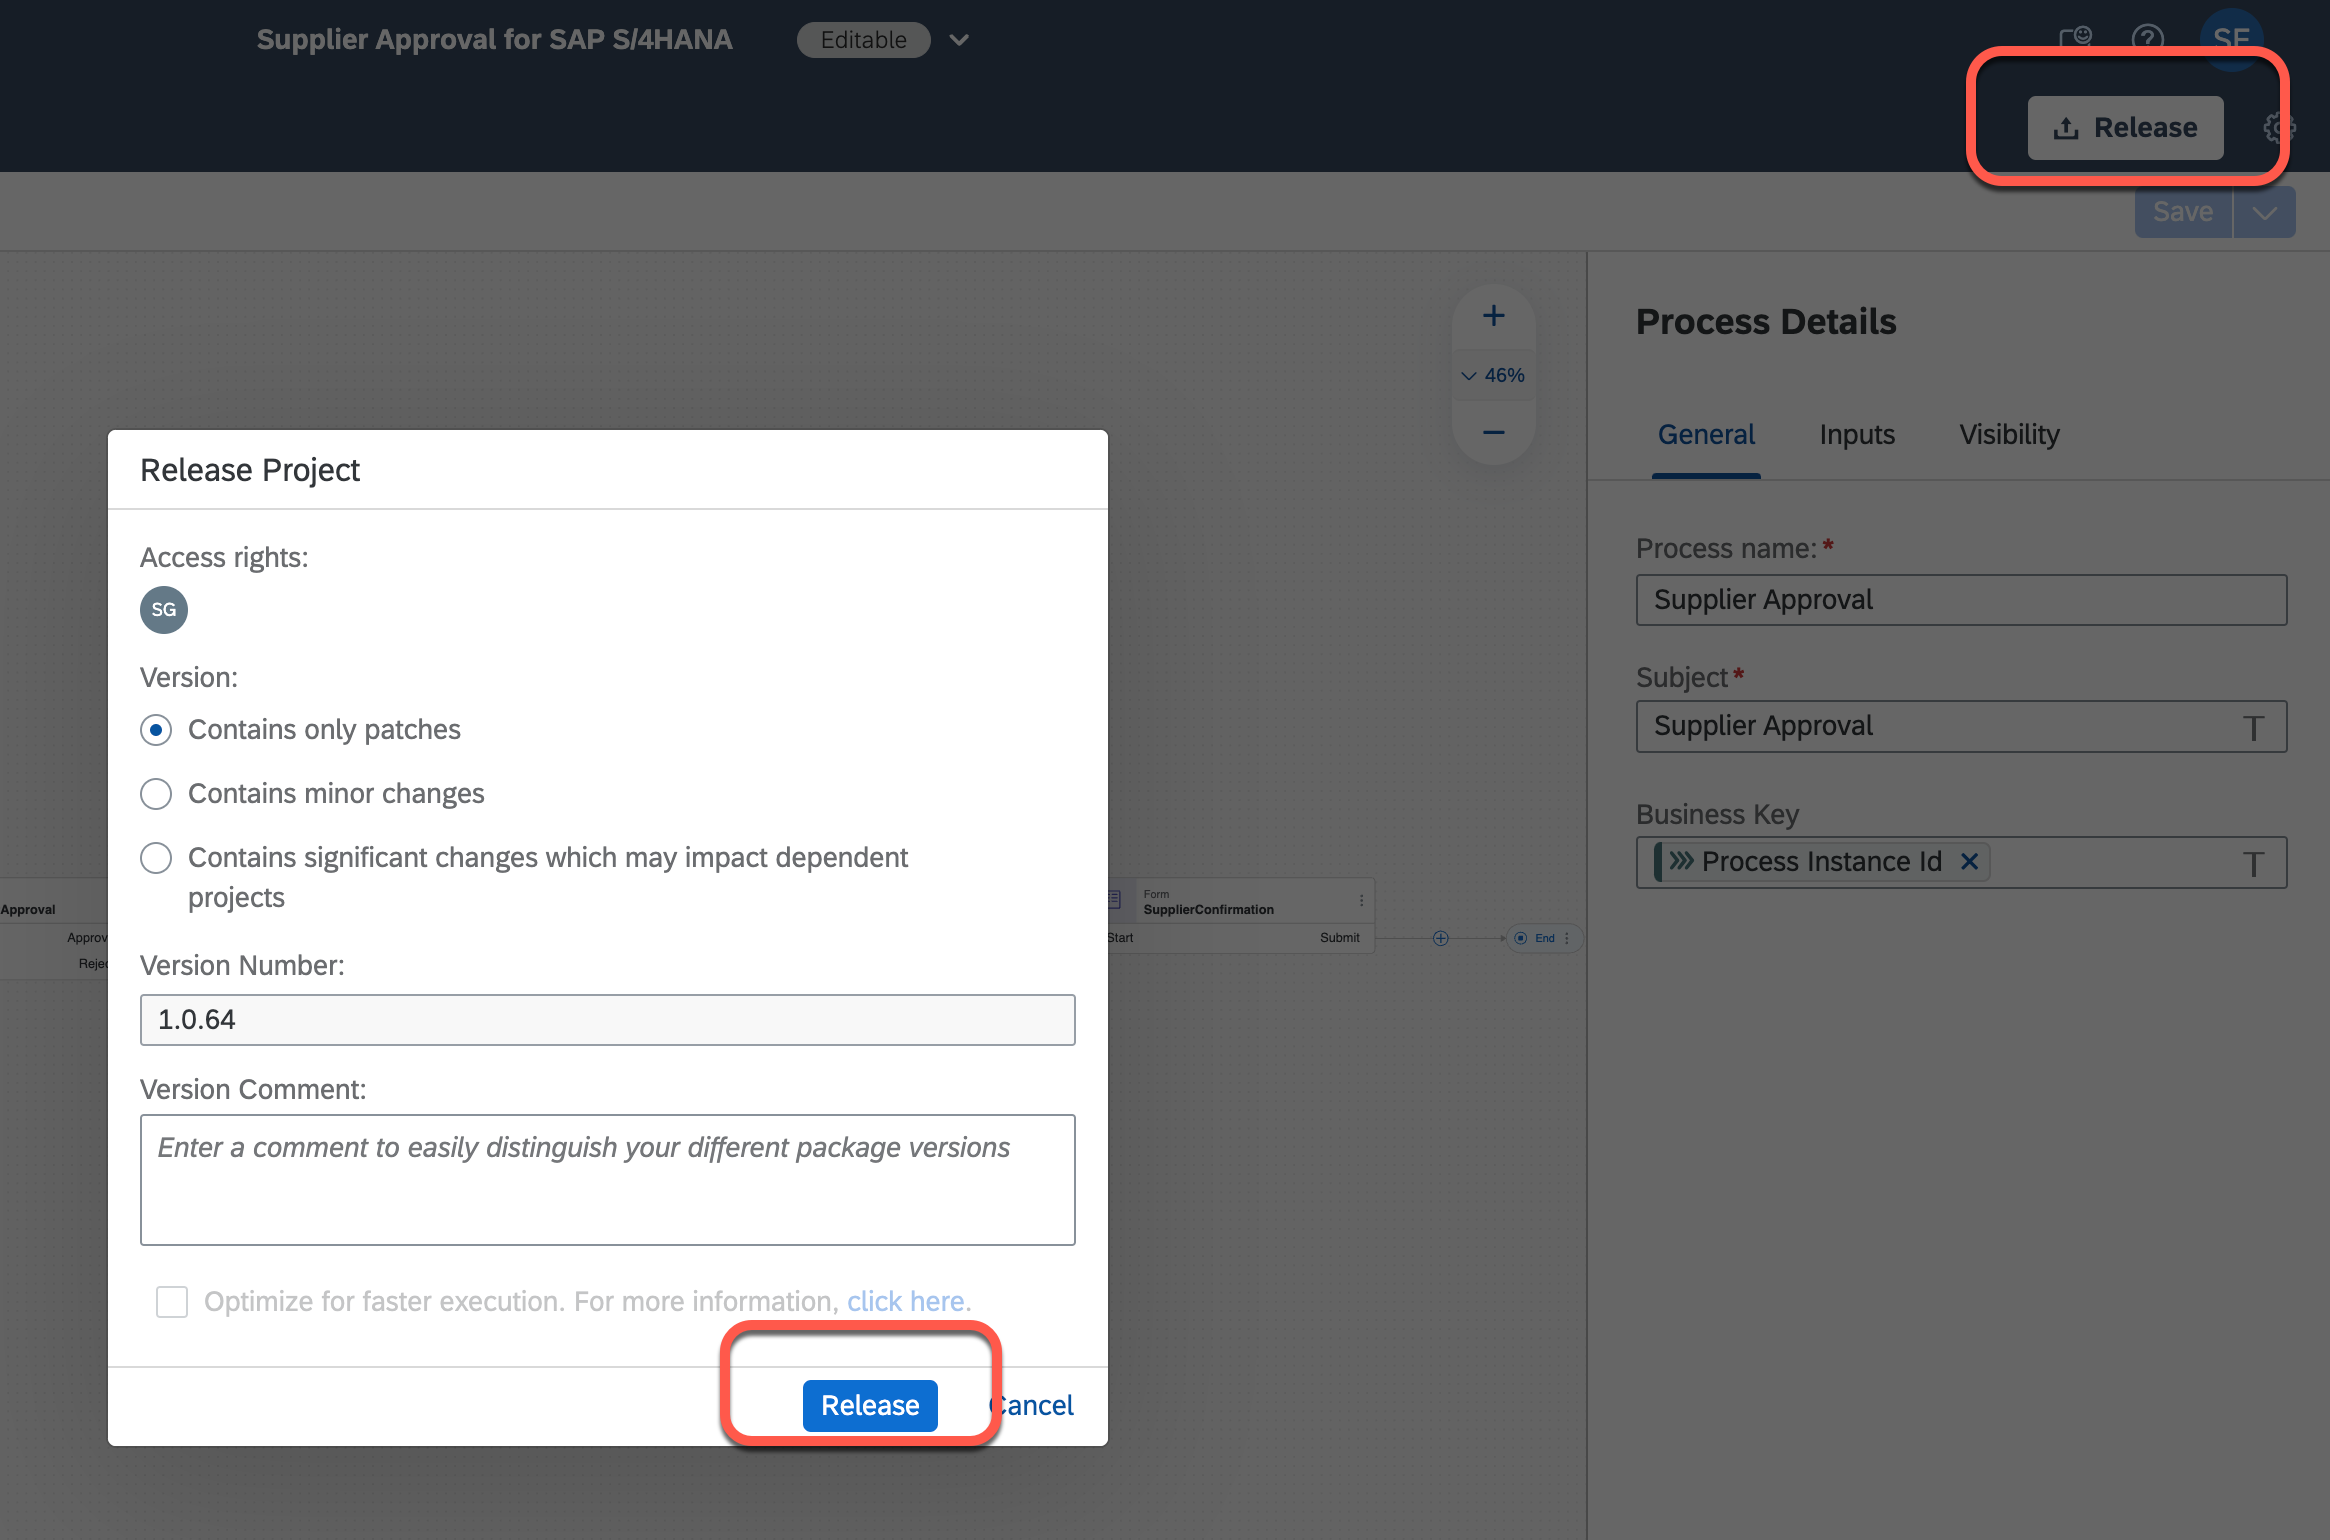 Supplier Approval for SAP S/4HANA
Editable
Release
Save
46%
Process Details
General
Inputs
Visibility
Process name:*
Supplier Approval
Subject*
Supplier Approval
T
Business Key
Process Instance Id
T
Release Project
Access rights:
SG
Version:
Contains only patches
Contains minor changes
Contains significant changes which may impact dependent
projects
Version Number:
1.0.64
Version Comment:
Enter a comment to easily distinguish your different package versions
Optimize for faster execution. For more information, click here.
Release
Cancel
Approval
Form
SupplierConfirmation
Start
Submit
End